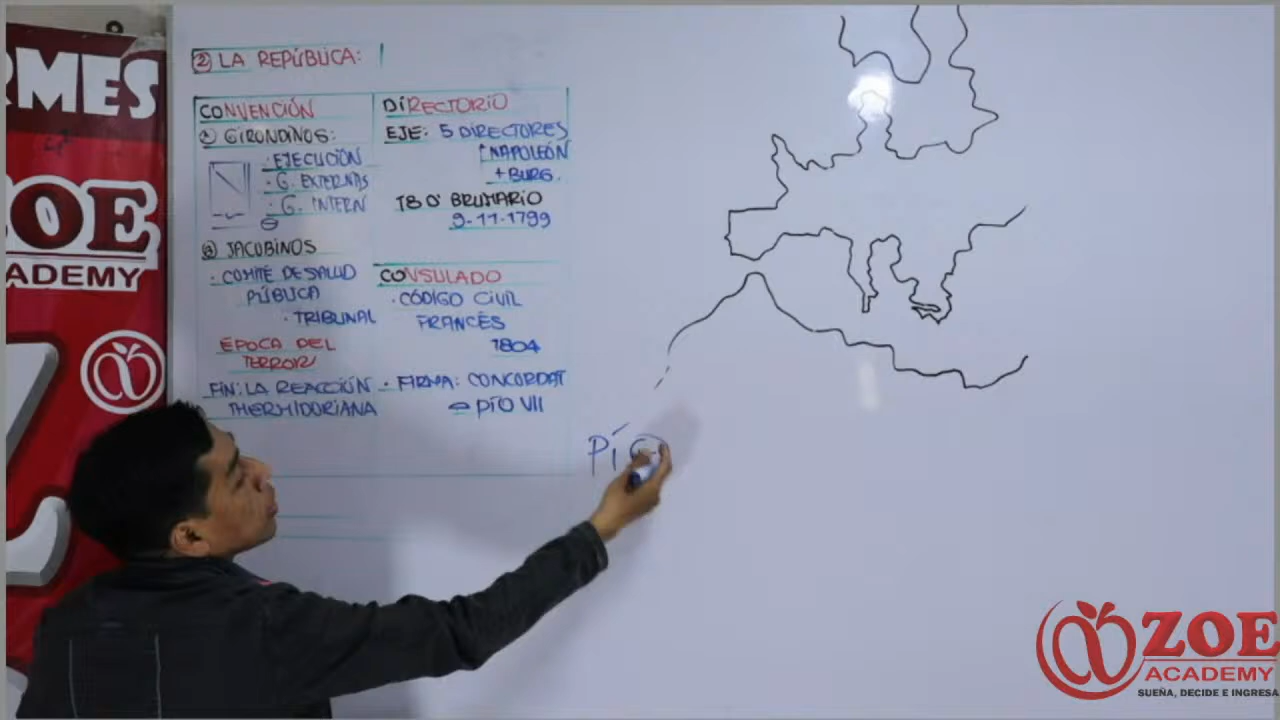 RMES
ZOE
ACADEMY
② LA REPÚBLICA:
CONVENCIÓN
① GIRONDINOS:
· EJECUCIÓN
· G. EXTERNAS
· G. INTERN
② JACOBINOS
· COMITÉ DE SALUD
PÚBLICA
· TRIBUNAL
ÉPOCA DEL
TERROR
FIN: LA REACCIÓN
THERMIDORIANA
DIRECTORIO
EJE: 5 DIRECTORES
NAPOLEÓN
+ BURG.
18 0' BRUMARIO
9-11-1799
CONSULADO
· CÓDIGO CIVIL
FRANCÉS
1804
· FIRMA: CONCORDAT
PÍO VII
PÍO
ZOE
ACADEMY
SUEÑA, DECIDE E INGRESA